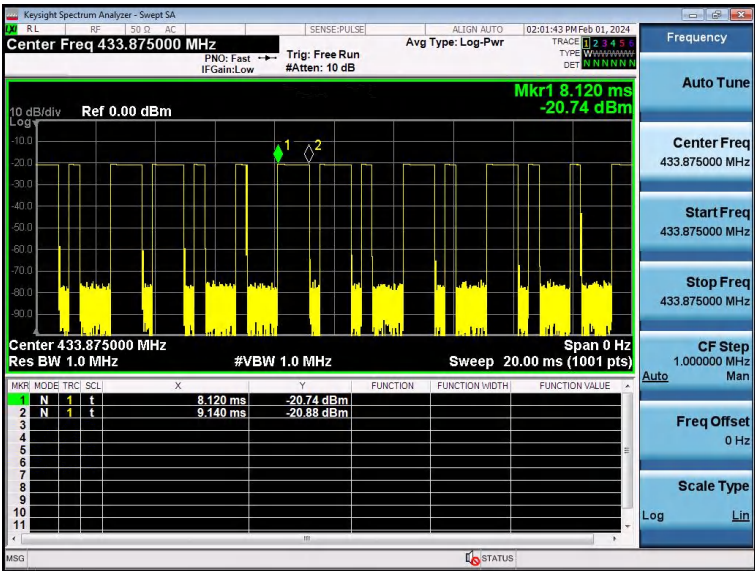 Keysight Spectrum Analyzer - Swept SA
RL RF 50 Ω AC SENSE:PULSE ALIGN AUTO 02:01:43 PM Feb 01, 2024
Center Freq 433.875000 MHz
PNO: Fast
IFGain:Low
Trig: Free Run
#Atten: 10 dB
Avg Type: Log-Pwr
TRACE 1 2 3 4 5
TYPE W
DET N N N N N N
Frequency
Mkr1 8.120 ms
-20.74 dBm
10 dB/div Ref 0.00 dBm
Log
-10.0
-20.0
-30.0
-40.0
-50.0
-60.0
-70.0
-80.0
-90.0
1
2
Center 433.875000 MHz Span 0 Hz
Res BW 1.0 MHz #VBW 1.0 MHz Sweep 20.00 ms (1001 pts)
MKR MODE TRC SCL X Y FUNCTION FUNCTION WIDTH FUNCTION VALUE
1 N 1 t 8.120 ms -20.74 dBm
2 N 1 t 9.140 ms -20.88 dBm
3
4
5
6
7
8
9
10
11
MSG STATUS
Auto Tune
Center Freq
433.875000 MHz
Start Freq
433.875000 MHz
Stop Freq
433.875000 MHz
CF Step
1.000000 MHz
Auto Man
Freq Offset
0 Hz
Scale Type
Log Lin